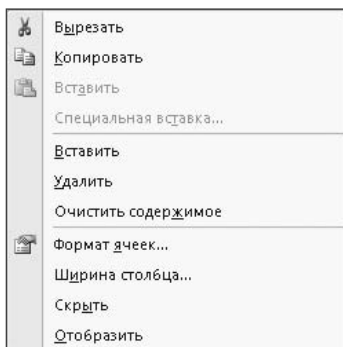 Вырезать
Копировать
Вставить
Специальная вставка...
Вставить
Удалить
Очистить содержимое
Формат ячеек...
Ширина столбца...
Скрыть
Отобразить